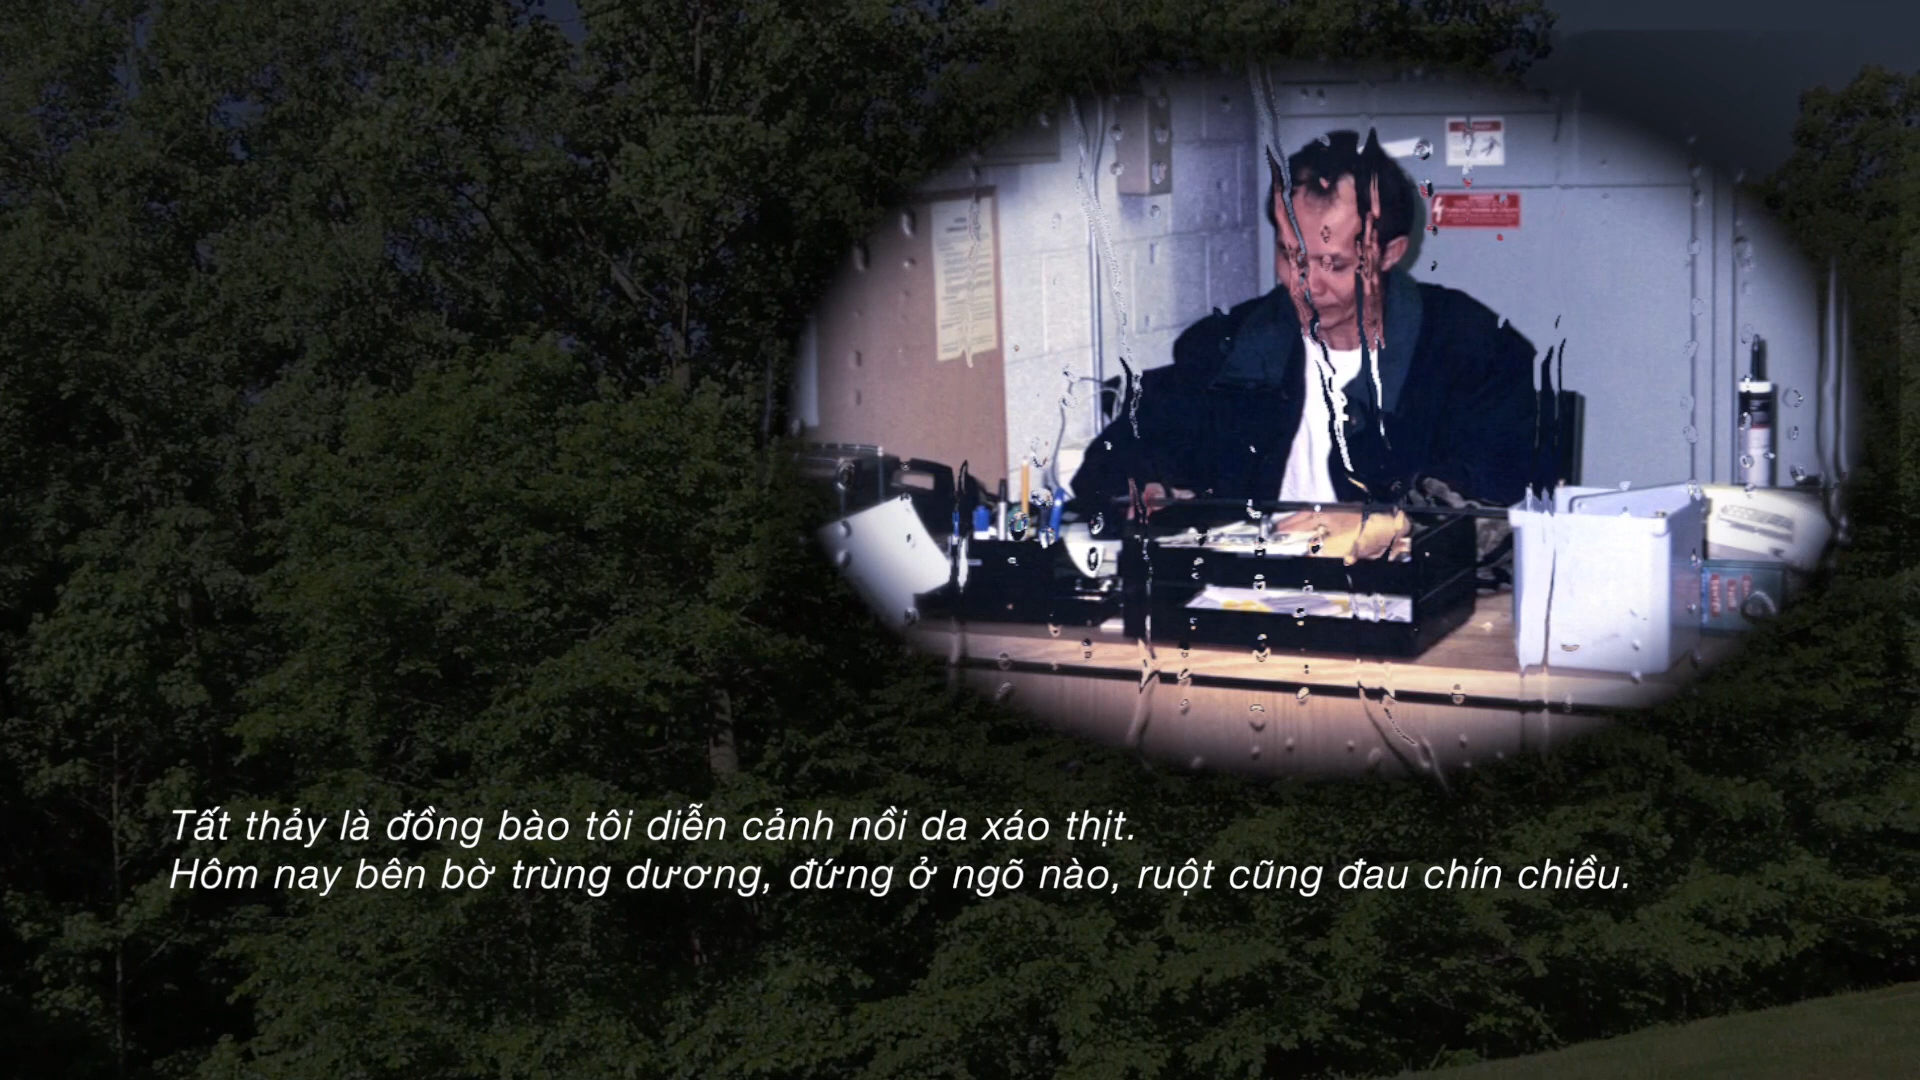 Tất thảy là đồng bào tôi diễn cảnh nồi da xáo thịt.
Hôm nay bên bờ trùng dương, đứng ở ngõ nào, ruột cũng đau chín chiều.